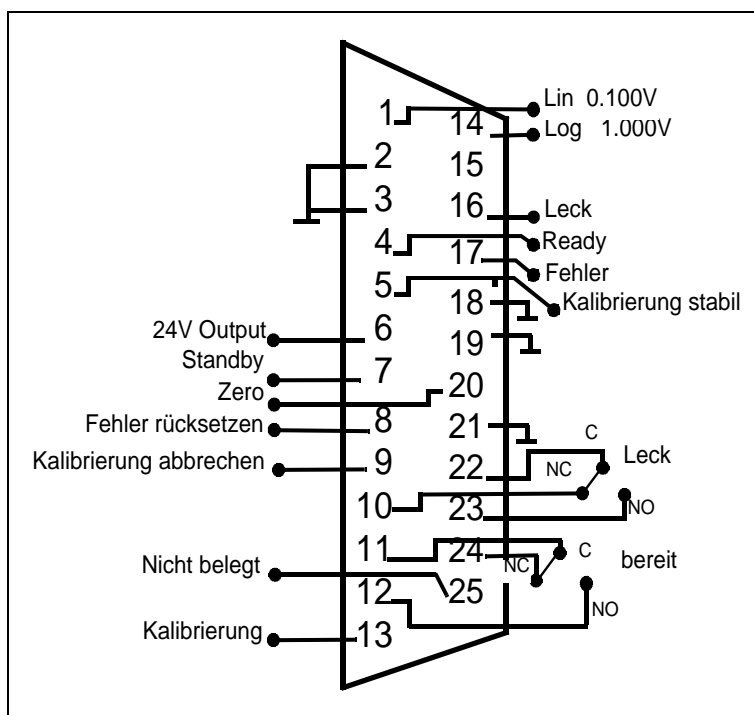 Lin 0.100V
1
14
Log 1.000V
2
15
3
16 Leck
4
17 Ready
Fehler
5
18 Kalibrierung stabil
24V Output
6
19
Standby
7
20
Zero
8
Fehler rücksetzen
21
C
Kalibrierung abbrechen
9
22
NC
Leck
10
23
NO
11
24
NC
C
bereit
Nicht belegt
12
25
NO
Kalibrierung
13